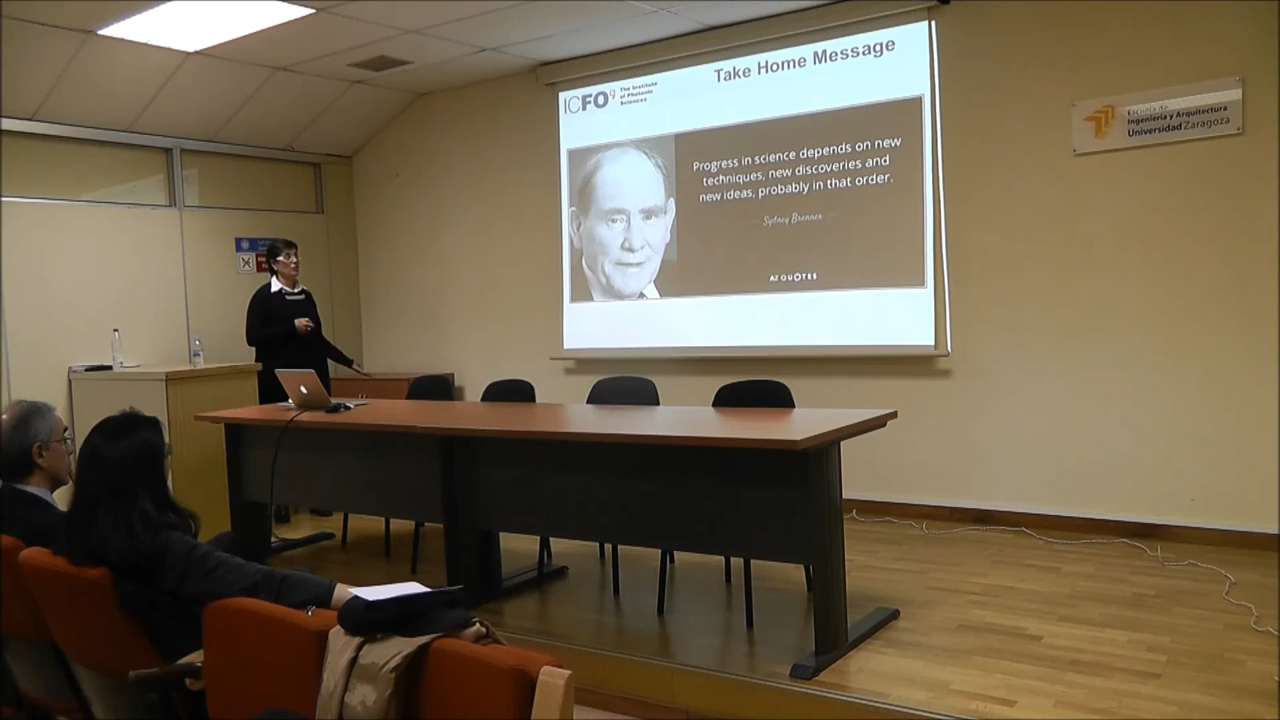 Take Home Message
ICFO
The Institute
of Photonic
Sciences
Progress in science depends on new
techniques, new discoveries and
new ideas, probably in that order.
Sydney Brenner
AZ QUOTES
Escuela de
Ingeniería y Arquitectura
Universidad Zaragoza